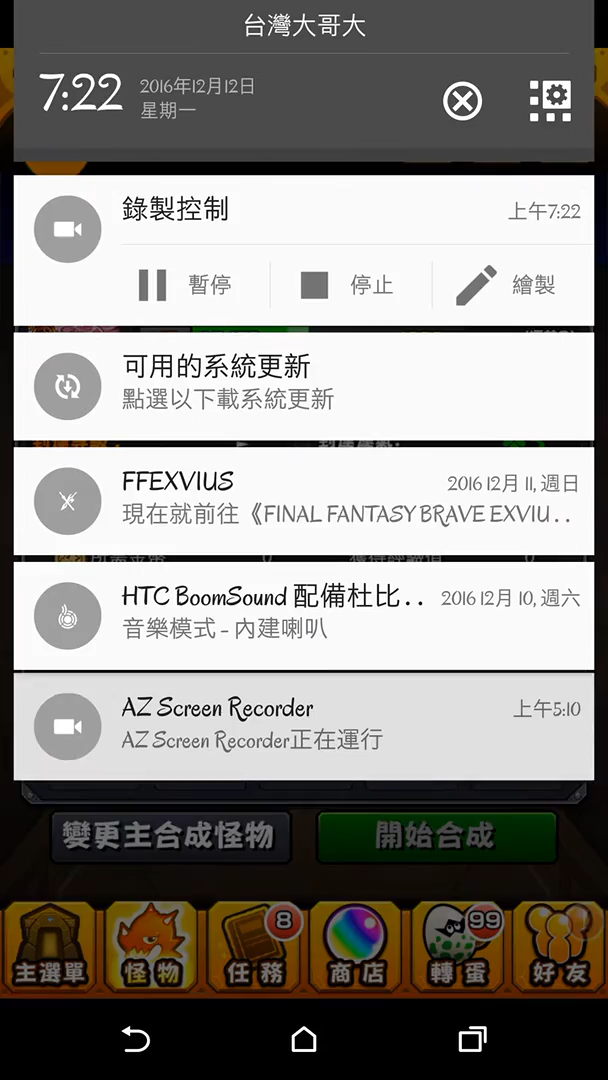 台灣大哥大
7:22
2016年12月12日
星期一
錄製控制
上午7:22
暫停
停止
繪製
可用的系統更新
點選以下載系統更新
FFEXVIUS
2016 12月 11, 週日
現在就前往《FINAL FANTASY BRAVE EXVIU . .
HTC BoomSound 配備杜比. .
2016 12月 10, 週六
音樂模式 - 內建喇叭
AZ Screen Recorder
上午5:10
AZ Screen Recorder正在運行
變更主合成怪物
開始合成
8
99
主選單
怪物
任務
商店
轉蛋
好友